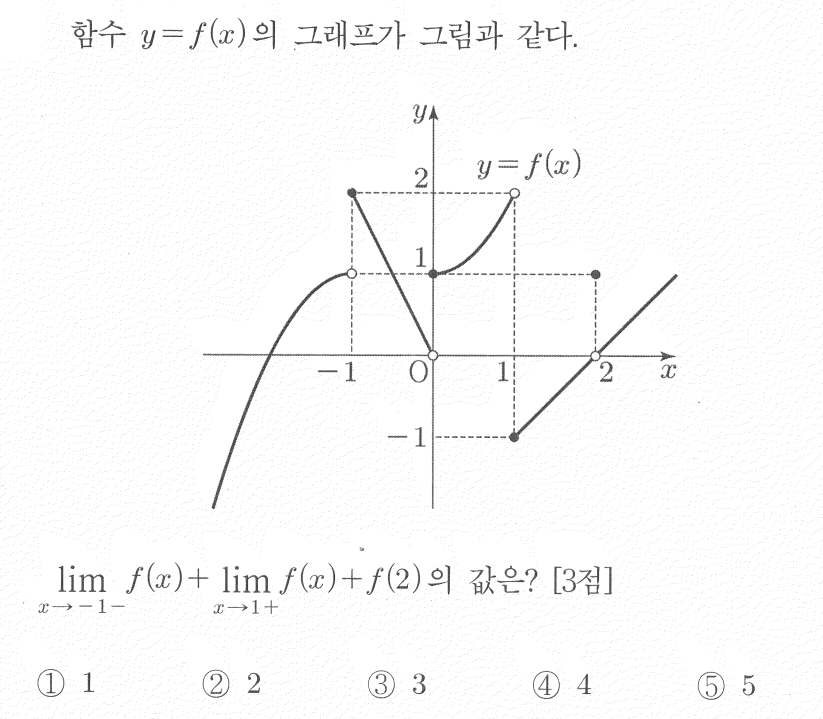 함수 y=f(x)의 그래프가 그림과 같다.
y
y=f(x)
2
1
-1 O 1 2 x
-1
lim f(x)+ lim f(x)+f(2)의 값은? [3점]
x→-1- x→1+
① 1 ② 2 ③ 3 ④ 4 ⑤ 5